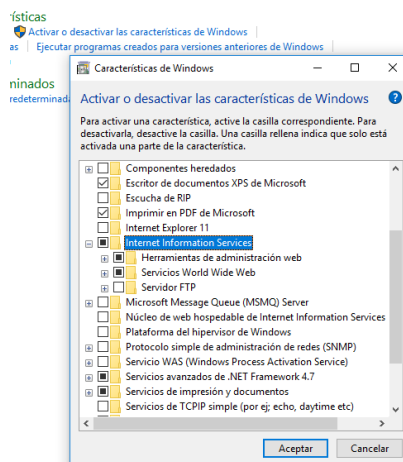 rísticas
Activar o desactivar las características de Windows
as Ejecutar programas creados para versiones anteriores de Windows
minados
redeterminad
Características de Windows
Activar o desactivar las características de Windows
Para activar una característica, active la casilla correspondiente. Para
desactivarla, desactive la casilla. Una casilla rellena indica que solo está
activada una parte de la característica.
Componentes heredados
Escritor de documentos XPS de Microsoft
Escucha de RIP
Imprimir en PDF de Microsoft
Internet Explorer 11
Internet Information Services
Herramientas de administración web
Servicios World Wide Web
Servidor FTP
Microsoft Message Queue (MSMQ) Server
Núcleo de web hospedable de Internet Information Services
Plataforma del hipervisor de Windows
Protocolo simple de administración de redes (SNMP)
Servicio WAS (Windows Process Activation Service)
Servicios avanzados de .NET Framework 4.7
Servicios de impresión y documentos
Servicios de TCPIP simple (por ej; echo, daytime etc)
Aceptar Cancelar